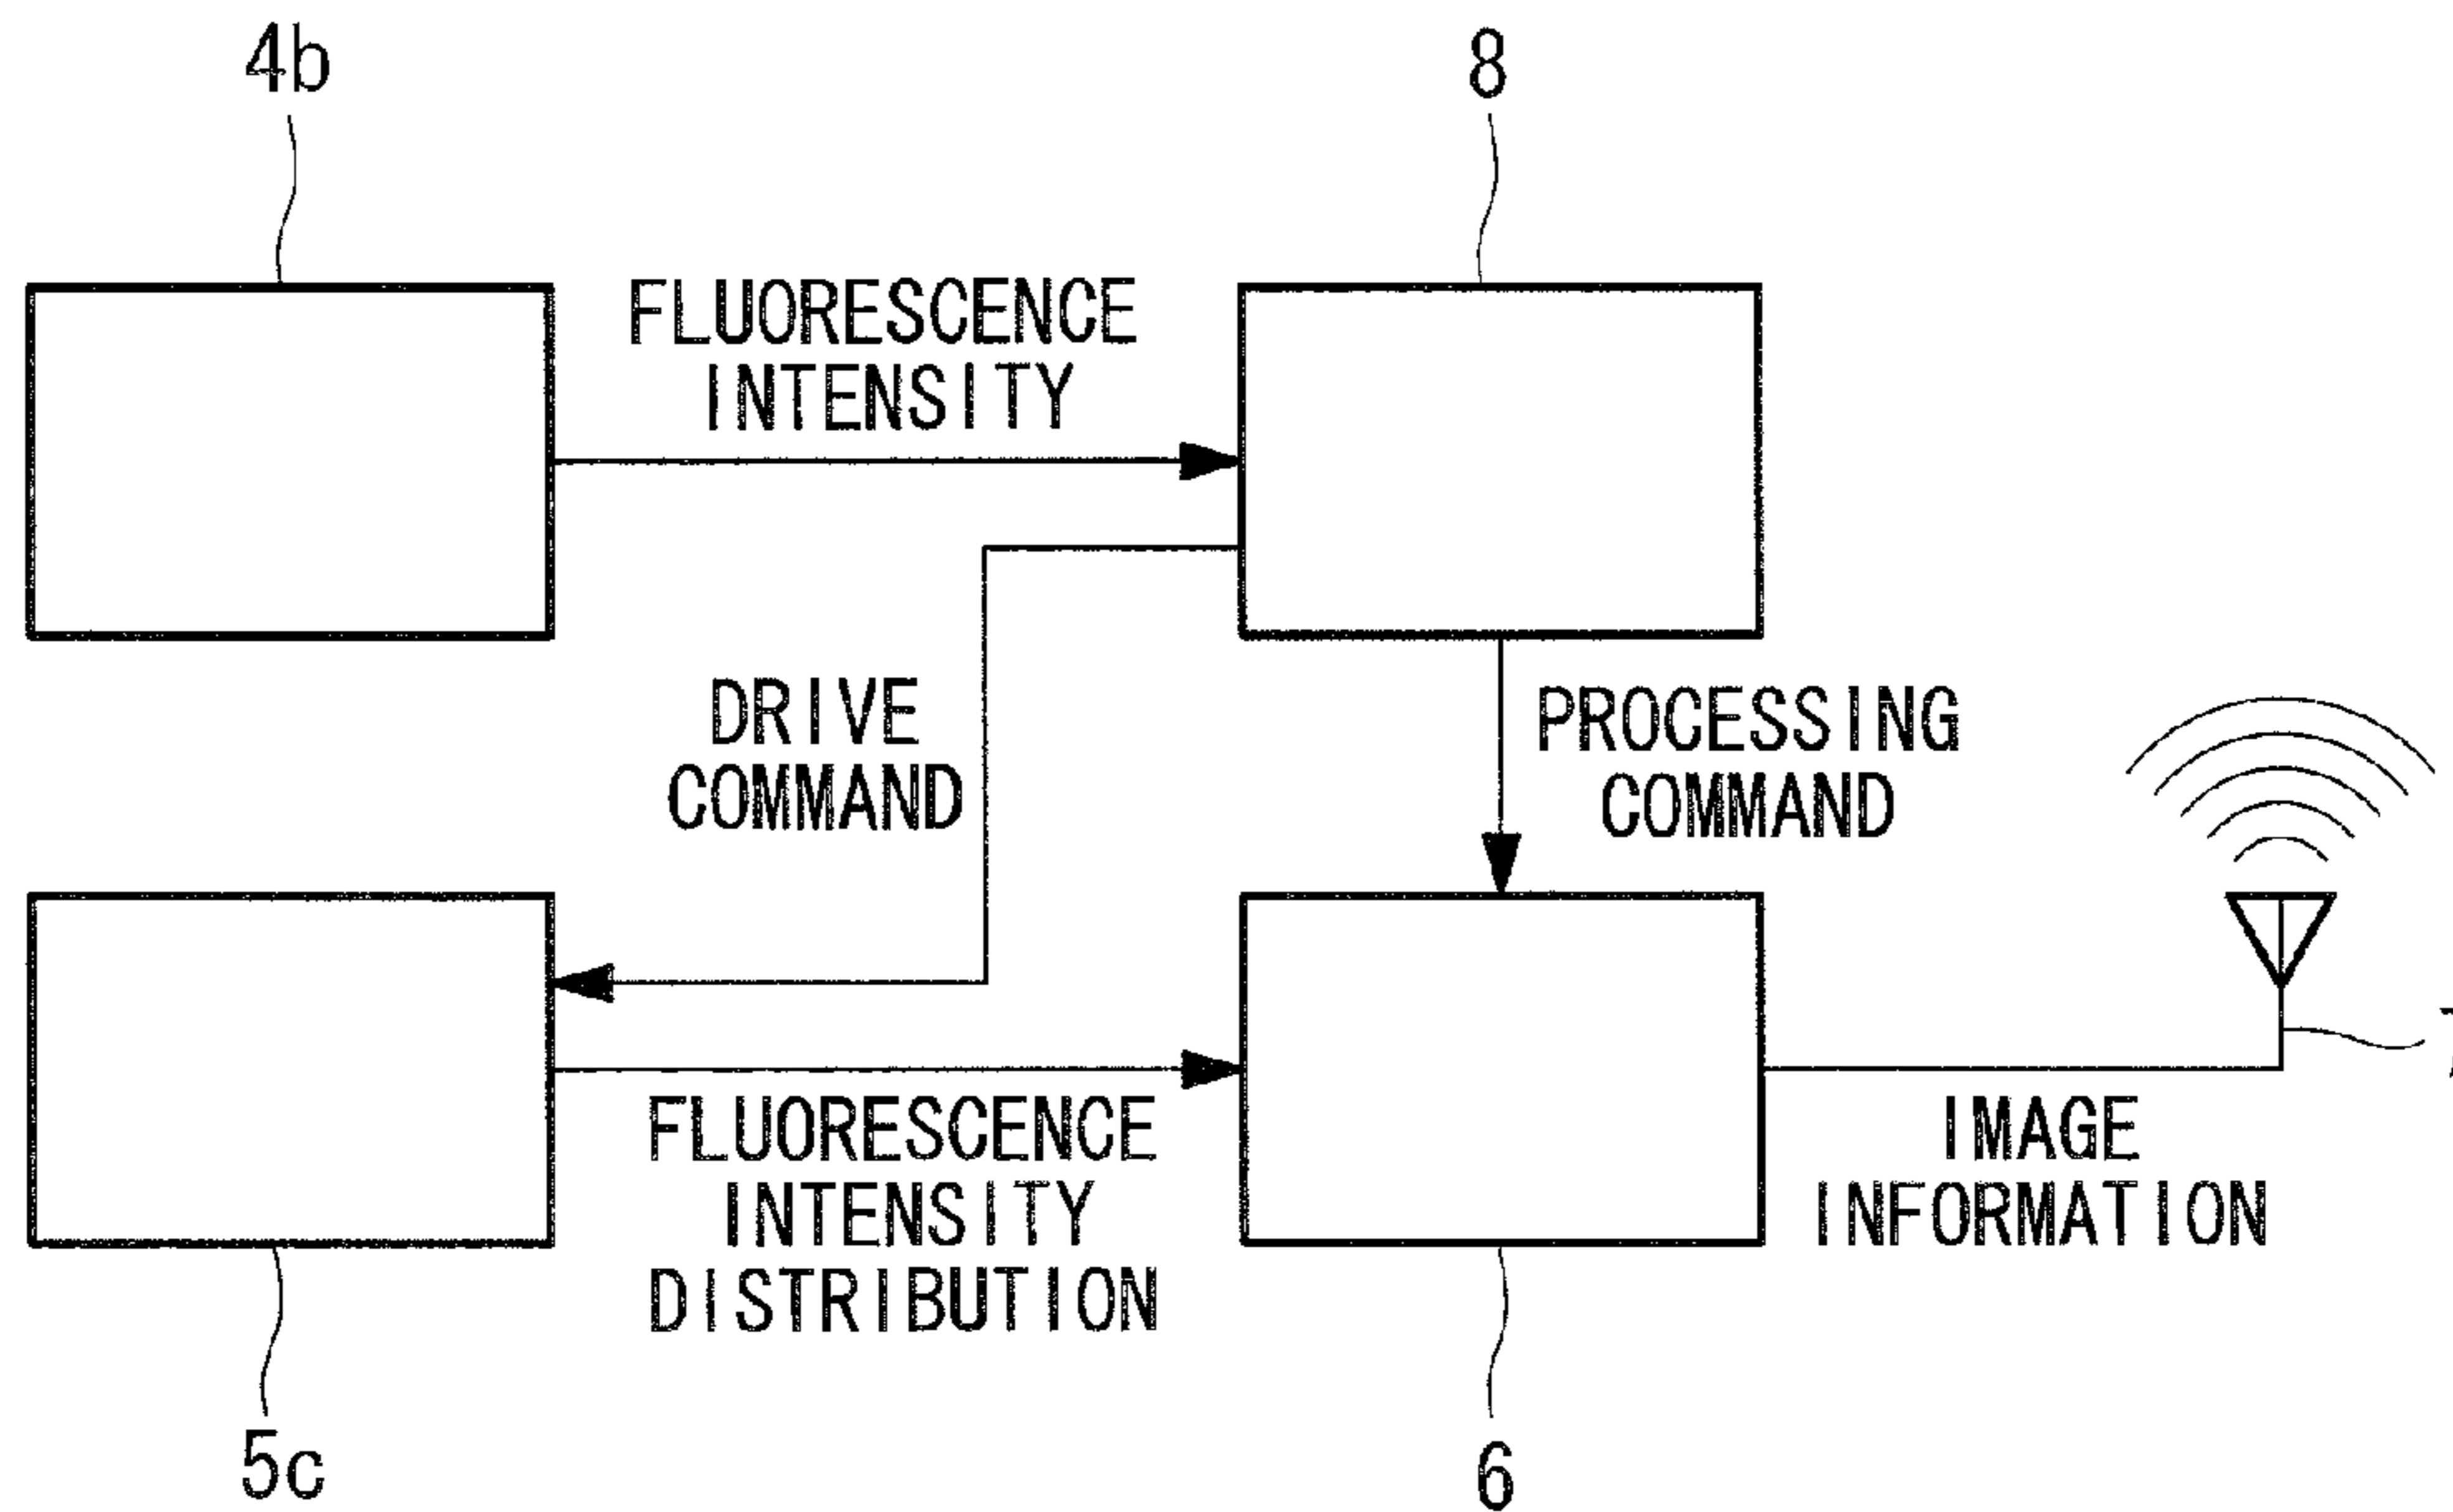 4b
8
FLUORESCENCE
INTENSITY
DRIVE
COMMAND
PROCESSING
COMMAND
FLUORESCENCE
INTENSITY
DISTRIBUTION
IMAGE
INFORMATION
5c
6